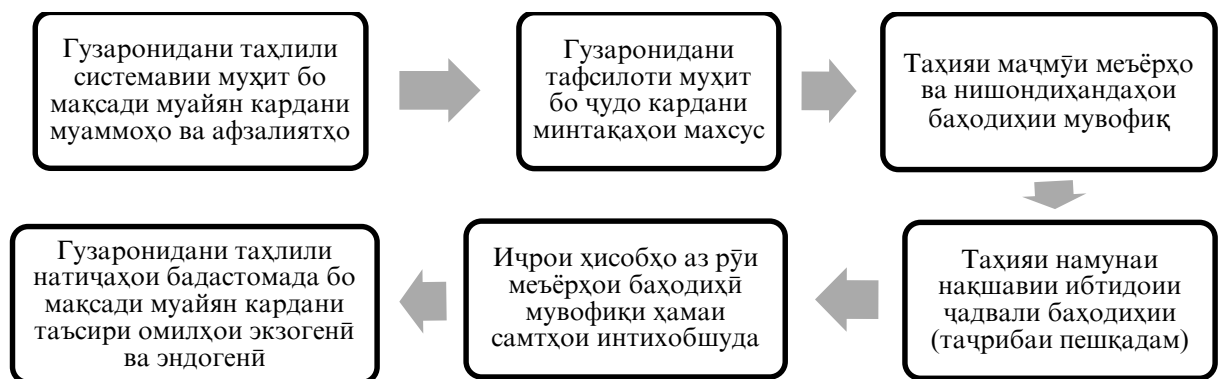 Гузаронидани таҳлили
системавии муҳит бо
мақсади муайян кардани
муаммоҳо ва афзалиятҳо
Гузаронидани
тафсилоти муҳит
бо ҷудо кардани
минтақаҳои махсус
Таҳияи маҷмӯи меъёрҳо
ва нишондиҳандаҳои
баҳодиҳии мувофиқ
Таҳияи намунаи
нақшавии ибтидоии
ҷадвали баҳодиҳии
(таҷрибаи пешқадам)
Иҷрои ҳисобҳо аз рӯи
меъёрҳои баҳодиҳӣ
мувофиқи ҳамаи
самтҳои интихобшуда
Гузаронидани таҳлили
натиҷаҳои бадастомада бо
мақсади муайян кардани
таъсири омилҳои экзогенӣ
ва эндогенӣ